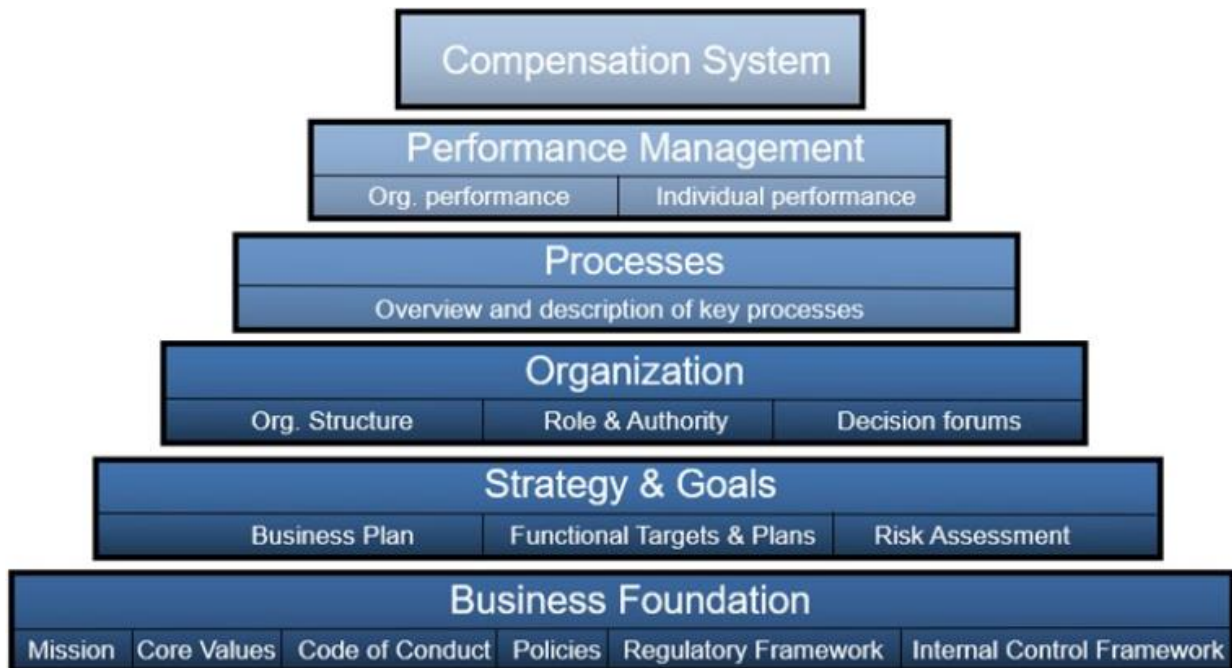 Compensation System
Performance Management
Org. performance Individual performance
Processes
Overview and description of key processes
Organization
Org. Structure Role & Authority Decision forums
Strategy & Goals
Business Plan Functional Targets & Plans Risk Assessment
Business Foundation
Mission Core Values Code of Conduct Policies Regulatory Framework Internal Control Framework